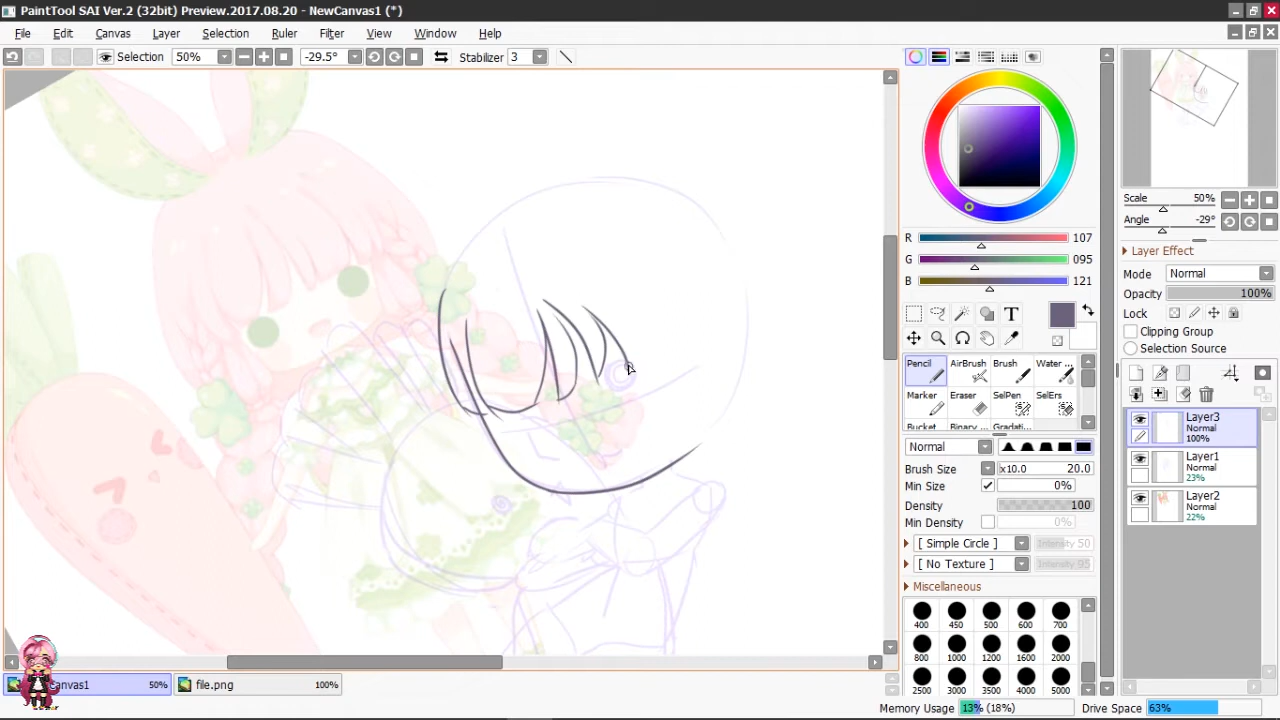 PaintTool SAI Ver.2 (32bit) Preview.2017.08.20 - NewCanvas1 (*)
File Edit Canvas Layer Selection Ruler Filter View Window Help
Selection 50% -29.5° Stabilizer 3
R 107
G 095
B 121
T
Pencil AirBrush Brush Water ...
Marker Eraser SelPen SelErs
Bucket Binary ... Gradati...
Normal
Brush Size x10.0 20.0
Min Size 0%
Density 100
Min Density 0%
[ Simple Circle ] Intensity 50
[ No Texture ] Intensity 95
Miscellaneous
400 450 500 600 700
800 1000 1200 1600 2000
2500 3000 3500 4000 5000
Scale 50%
Angle -29°
Layer Effect
Mode Normal
Opacity 100%
Lock
Clipping Group
Selection Source
Layer3
Normal
100%
Layer1
Normal
23%
Layer2
Normal
22%
anvas1 50% file.png 100%
Memory Usage 13% (18%) Drive Space 63%